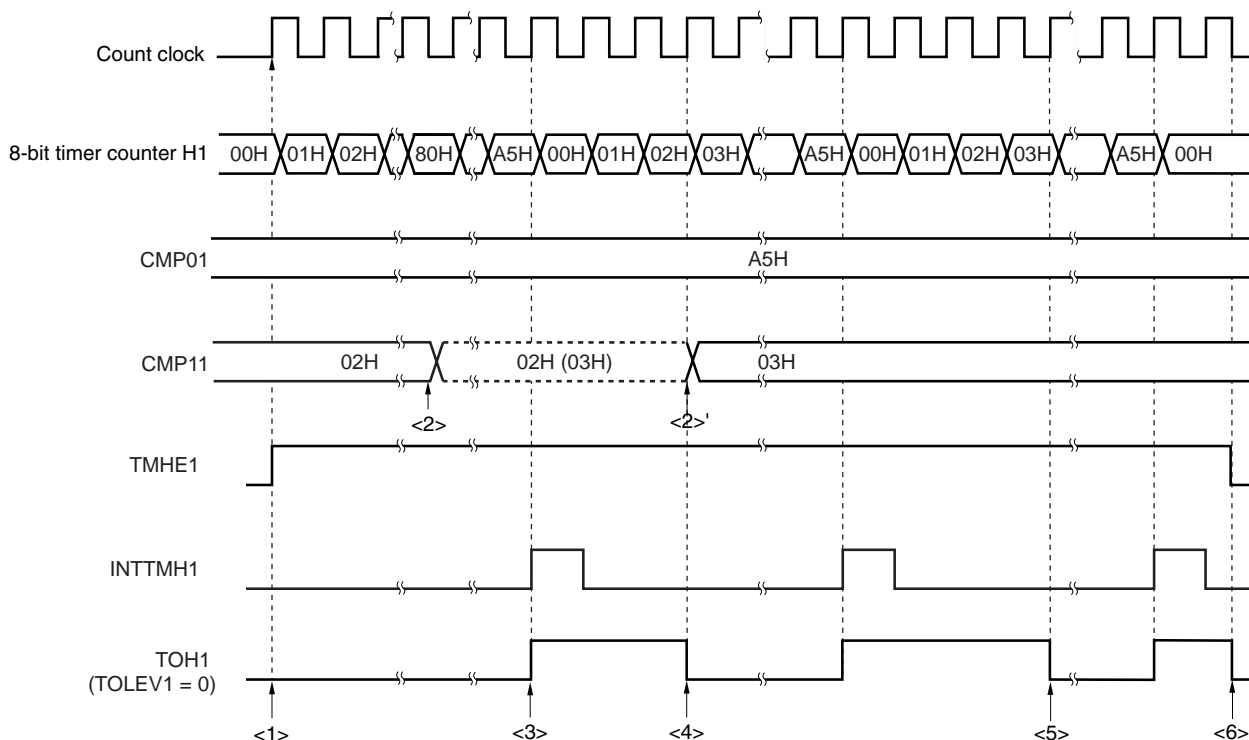 Count clock
8-bit timer counter H1 00H 01H 02H 80H A5H 00H 01H 02H 03H A5H 00H 01H 02H 03H A5H 00H
CMP01 A5H
CMP11 02H 02H (03H) 03H
<2> <2>'
TMHE1
INTTMH1
TOH1
(TOLEV1 = 0)
<1> <3> <4> <5> <6>